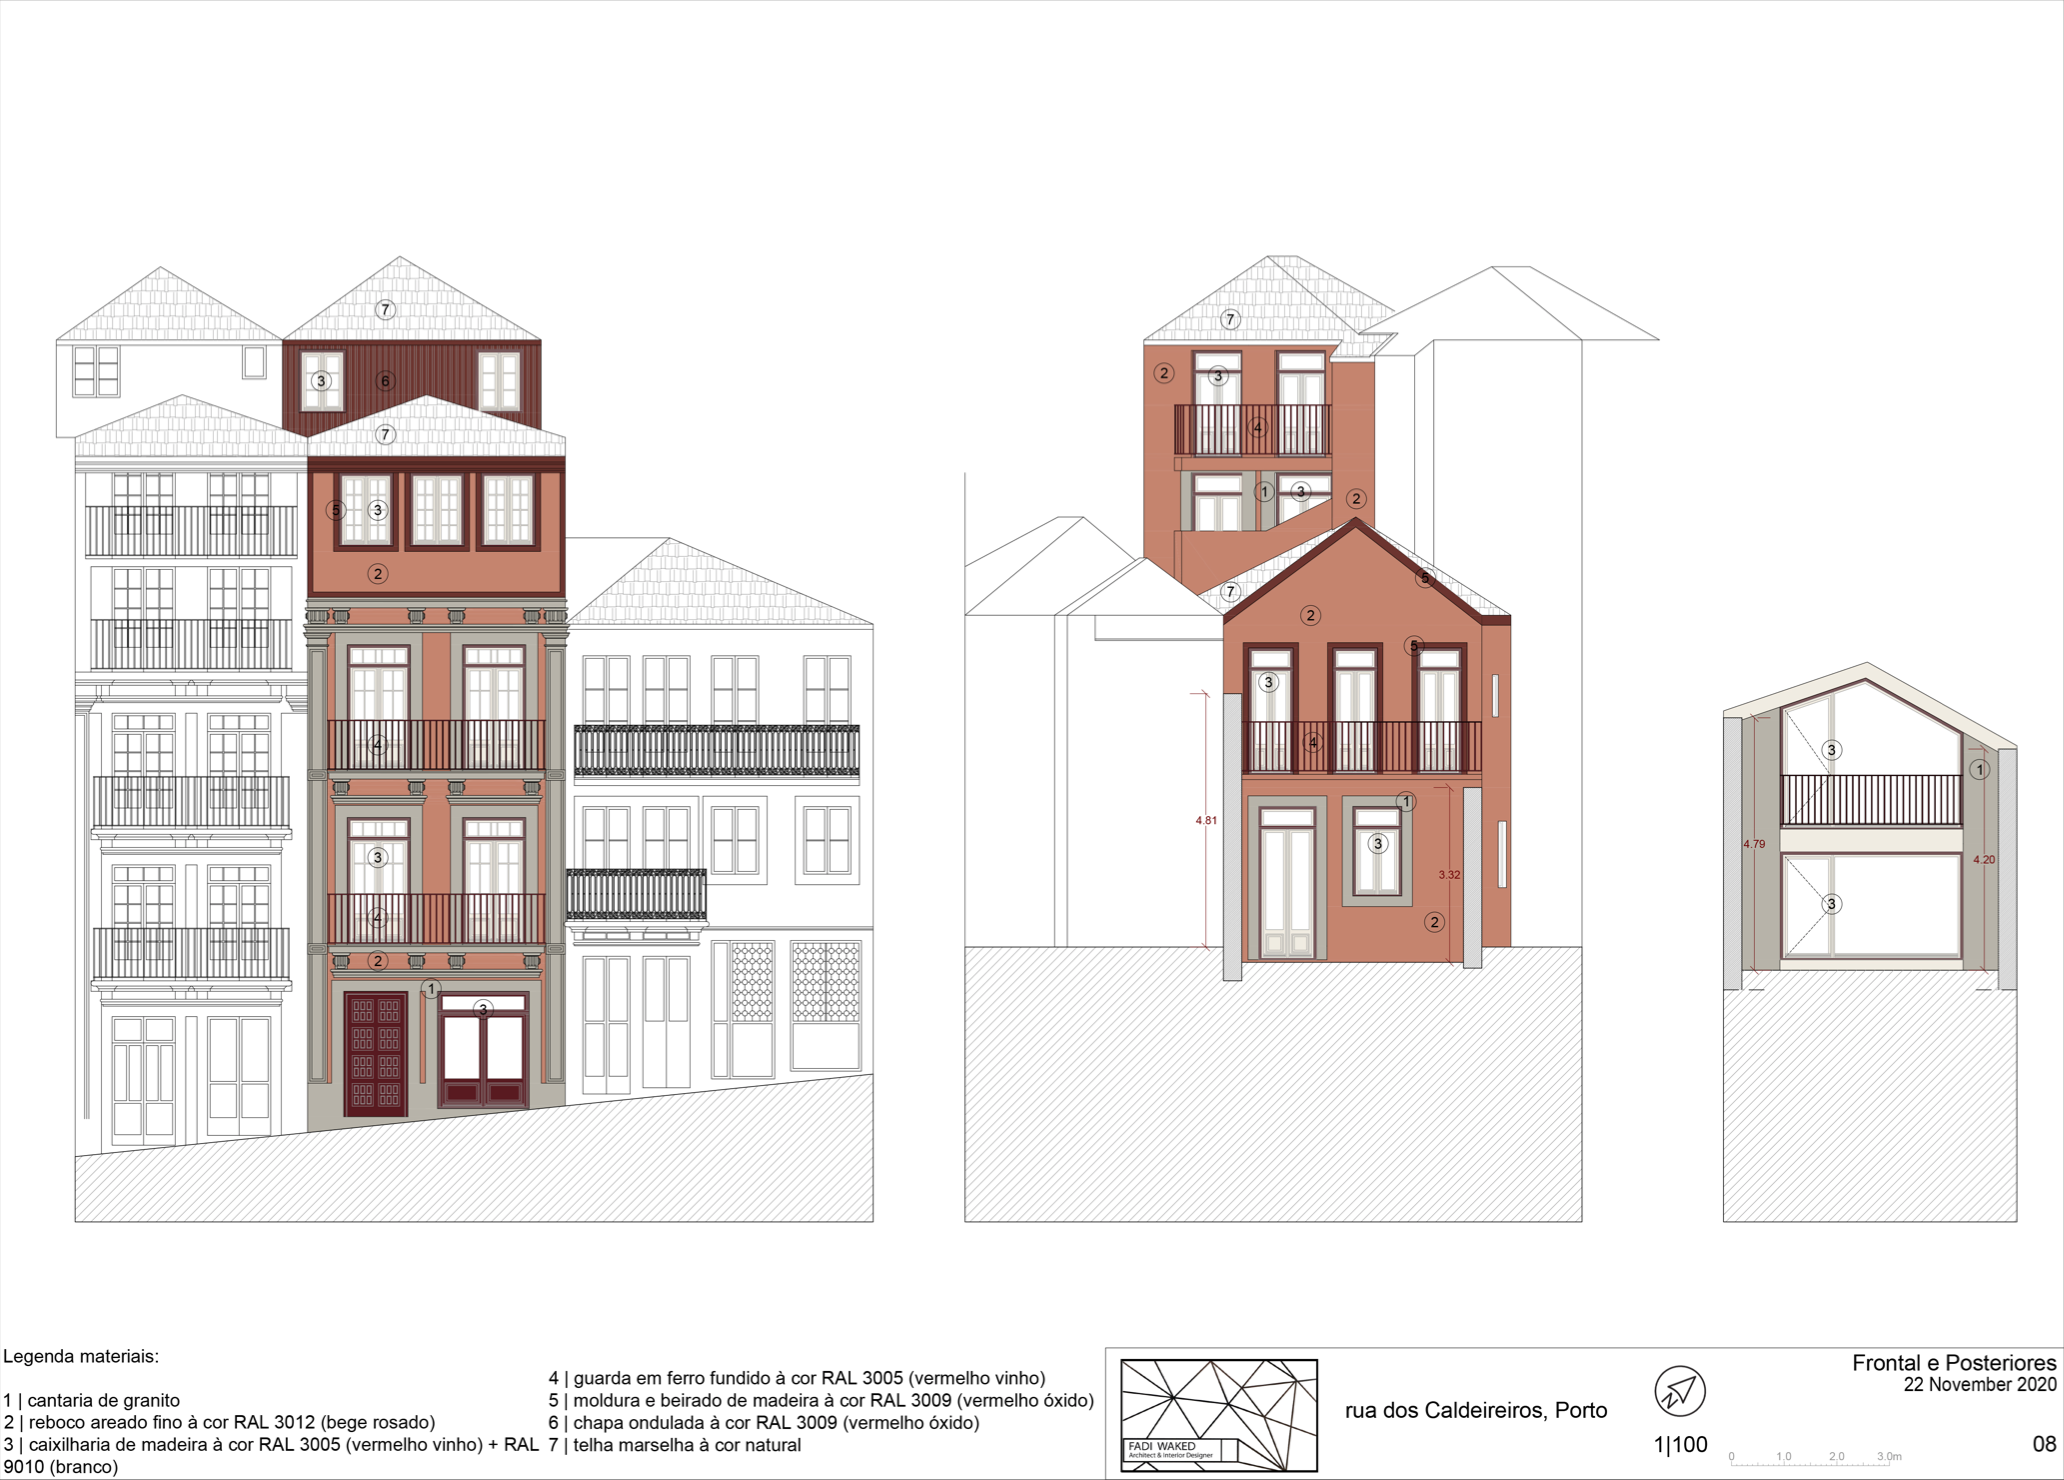 7
7
3
6
7
5
3
2
4
3
4
2
1
3
7
2
3
4
1
3
2
7
5
2
5
3
4
1
3
2
4.81
3.32
3
1
4.79
4.20
3
Legenda materiais:
1 | cantaria de granito
2 | reboco areado fino à cor RAL 3012 (bege rosado)
3 | caixilharia de madeira à cor RAL 3005 (vermelho vinho) + RAL
9010 (branco)
4 | guarda em ferro fundido à cor RAL 3005 (vermelho vinho)
5 | moldura e beirado de madeira à cor RAL 3009 (vermelho óxido)
6 | chapa ondulada à cor RAL 3009 (vermelho óxido)
7 | telha marselha à cor natural
FADI WAKED
Architect & Interior Designer
rua dos Caldeireiros, Porto
1|100
Frontal e Posteriores
22 November 2020
08
0 1,0 2,0 3.0m